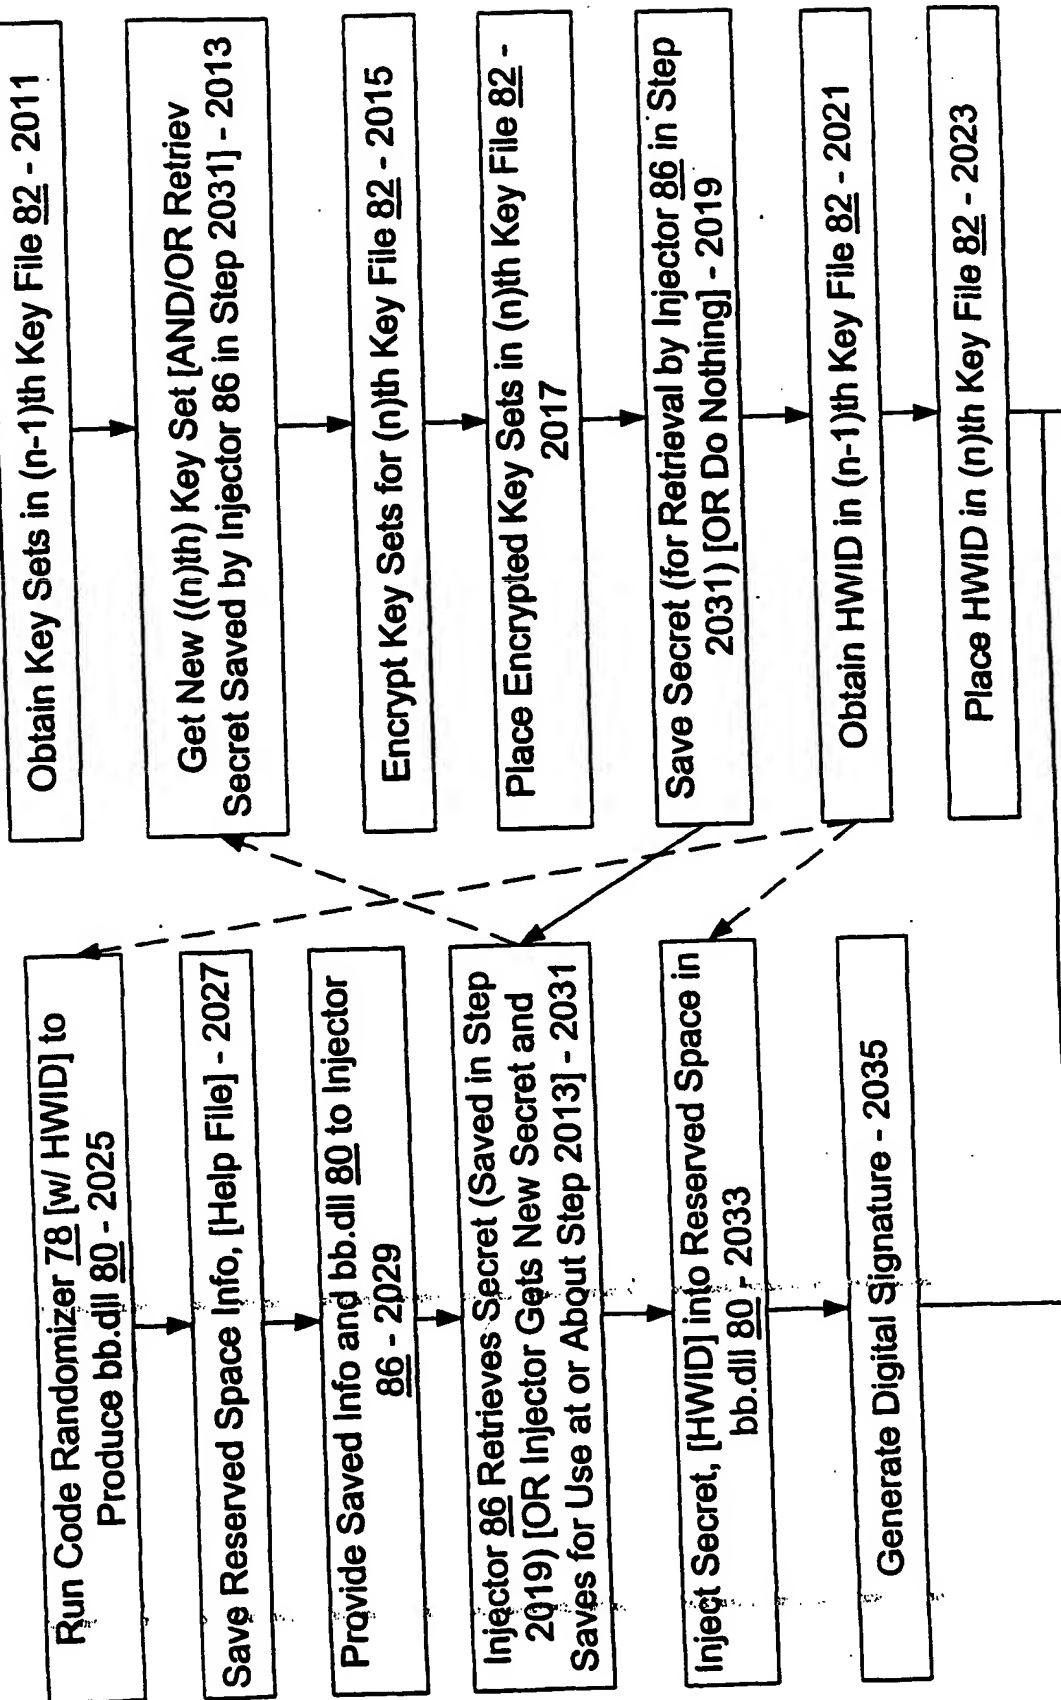 Obtain Key Sets in (n-1)th Key File 82 - 2011
Get New ((n)th) Key Set [AND/OR Retriev
Secret Saved by Injector 86 in Step 2031] - 2013
Encrypt Key Sets for (n)th Key File 82 - 2015
Place Encrypted Key Sets in (n)th Key File 82 -
2017
Save Secret (for Retrieval by Injector 86 in Step
2031) [OR Do Nothing] - 2019
Obtain HWID in (n-1)th Key File 82 - 2021
Place HWID in (n)th Key File 82 - 2023
Run Code Randomizer 78 [w/ HWID] to
Produce bb.dll 80 - 2025
Save Reserved Space Info, [Help File] - 2027
Provide Saved Info and bb.dll 80 to Injector
86 - 2029
Injector 86 Retrieves Secret (Saved in Step
2019) [OR Injector Gets New Secret and
Saves for Use at or About Step 2013] - 2031
Inject Secret, [HWID] into Reserved Space in
bb.dll 80 - 2033
Generate Digital Signature - 2035